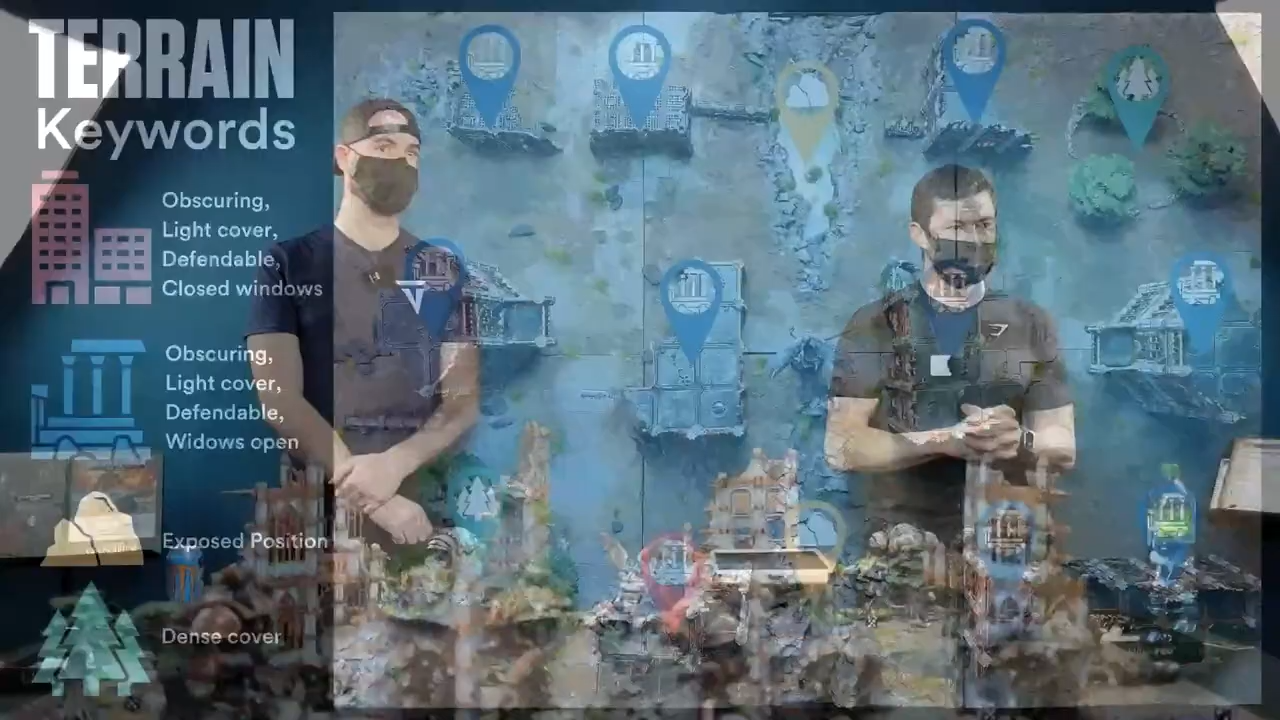 TERRAIN
Keywords
Obscuring,
Light cover,
Defendable,
Closed windows
Obscuring,
Light cover,
Defendable,
Widows open
Exposed Position
Dense cover